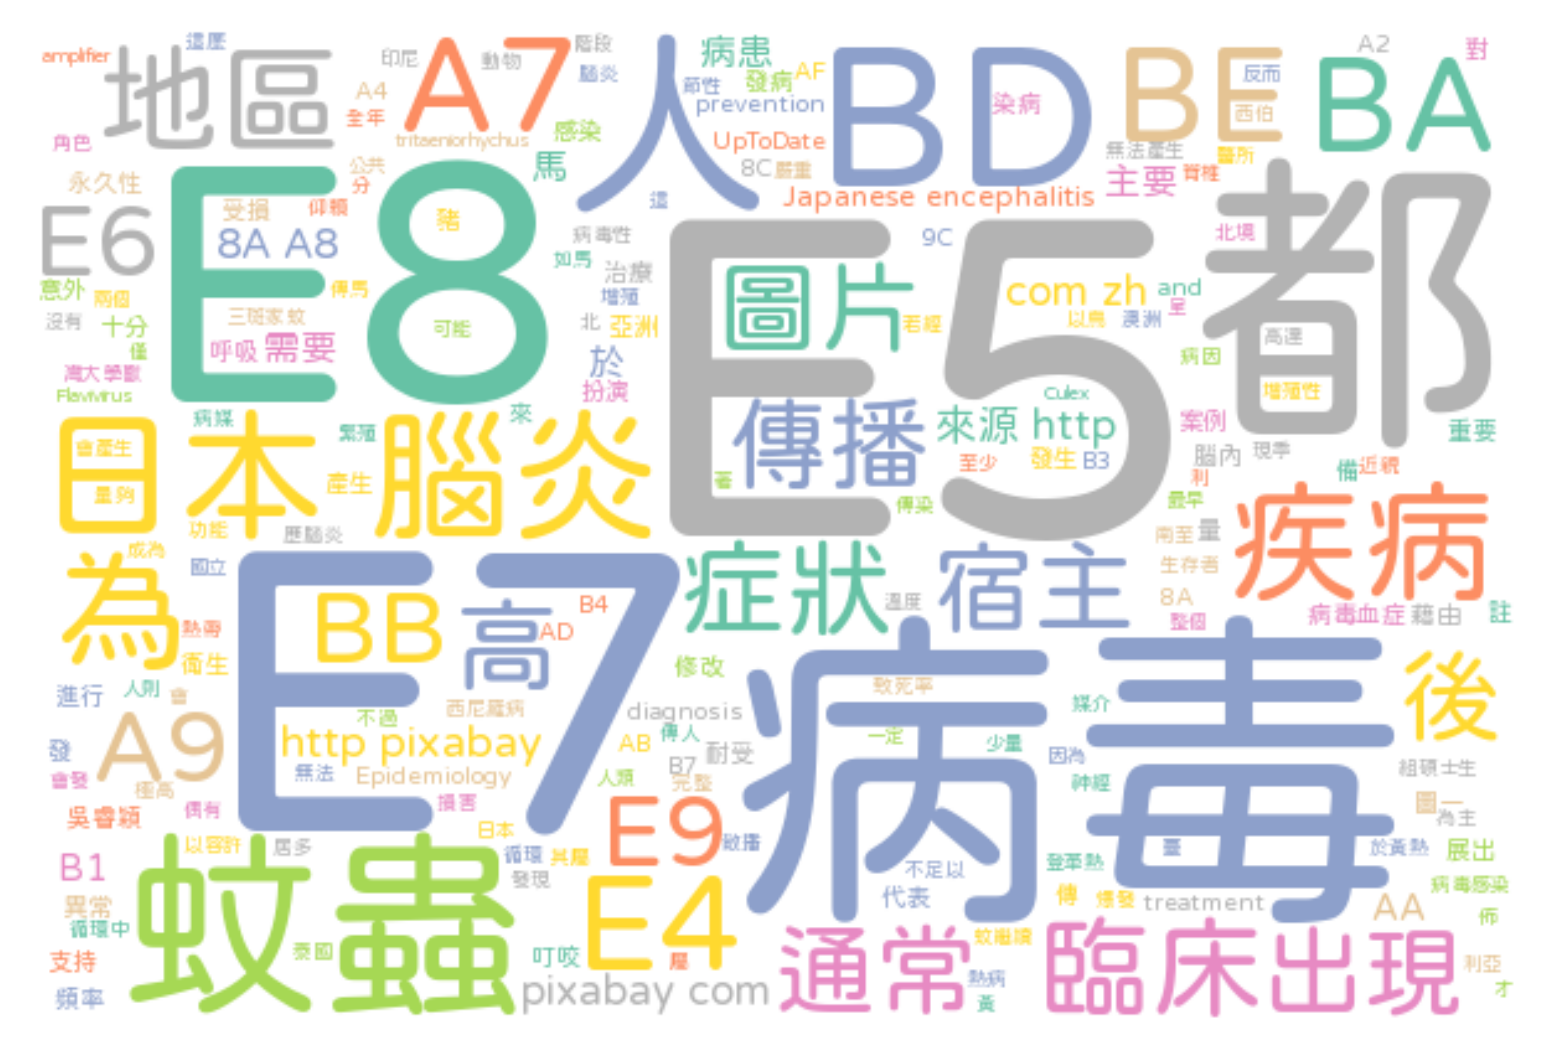 amplifier
這歷
地區
印尼
A7
動物
階段
腦炎
人
病患
節性
發病
AF
prevention
BD
染病
BE
反而
西伯
A2
BA
對
角色
A4
全年
tritaeniorhychus
感染
UpToDate
8C
嚴重
無法產生
醫所
永久性
公共
分
馬
這
Japanese encephalitis
主要
脊椎
E6
受損
仰賴
8A A8
E8
豬
病毒性
如馬
治療
9C
E5
北境
都
意外
兩個
傳馬
增殖
圖片
com zh
and
呈
沒有
十分
三斑家蚊
可能
北
亞洲
若經
以鳥
澳洲
高達
僅
呼吸
需要
於
病因
灣大學獸
Flavivirus
扮演
Culex
增殖性
病媒
來
傳播
來源
http
案例
重要
日本腦炎
會產生
繁殖
量夠
產生
著
至少
發生
B3
腦內
現季
利
備
近親
功能
歷腦炎
傳染
最早
疾病
成為
國立
為
E7
症狀
宿主
南至
量
生存者
溫度
8A
BB
高
B4
AD
熱帶
衛生
整個
病毒血症
藉由
註
病毒
修改
致死率
後
進行
人則
會
西尼羅病
不過
diagnosis
媒介
A9
http pixabay
AB
傳人
耐受
一定
少量
因為
發
會發
極高
無法
Epidemiology
B7
人類
完整
神經
組碩士生
偶有
損害
圖一
為主
吳睿穎
E9
日本
散播
以容許
居多
循環
其屬
不足以
登革熱
臺
於黃熱
展出
B1
發現
代表
傳
爆發
treatment
病毒感染
異常
蚊蟲
E4
AA
佈
循環中
支持
泰國
叮咬
屬
通常
蚊繼續
臨床
出現
利亞
頻率
pixabay com
熱病
黃
才